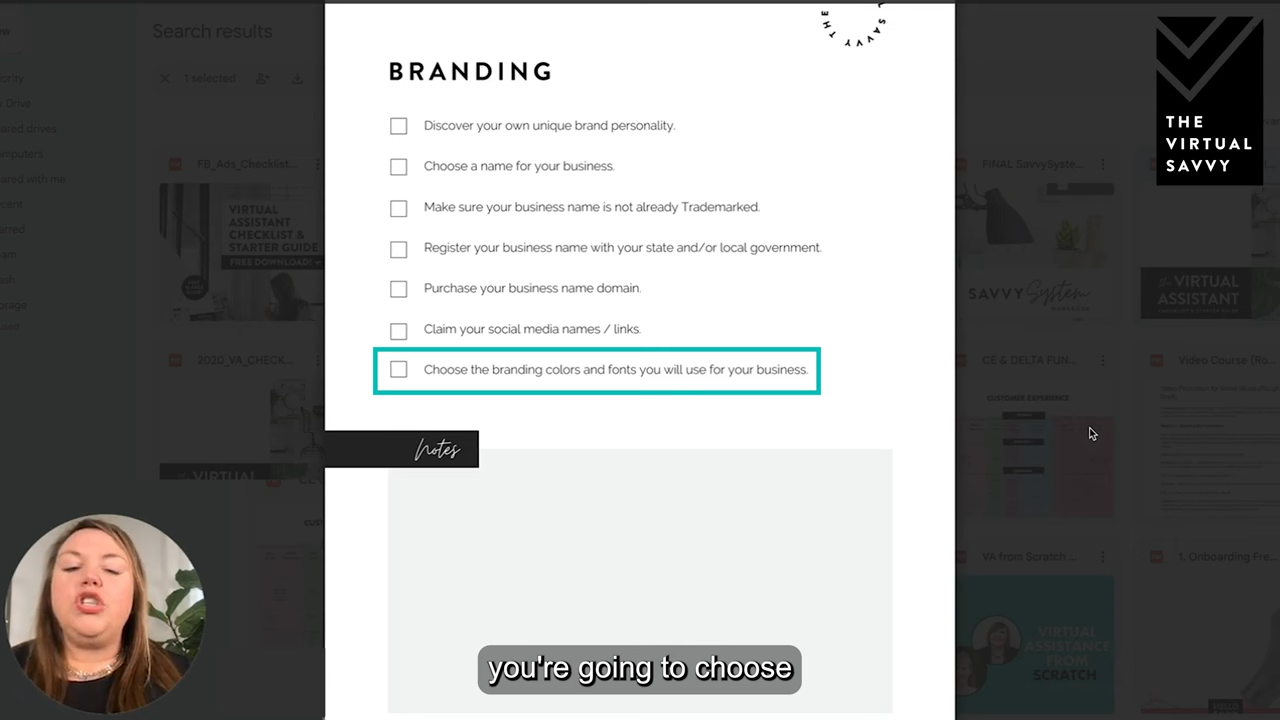 Search results
1 selected
SAVVY THE
BRANDING
Discover your own unique brand personality.
Choose a name for your business.
Make sure your business name is not already Trademarked.
Register your business name with your state and/or local government.
Purchase your business name domain.
Claim your social media names / links.
Choose the branding colors and fonts you will use for your business.
Notes
you're going to choose
THE
VIRTUAL
SAVVY
FB_Ads_Checklist...
VIRTUAL
ASSISTANT
CHECKLIST &
STARTER GUIDE
FREE DOWNLOAD!
2020_VA_CHECK...
FINAL SavvySyste...
SAVVY System
the VIRTUAL
ASSISTANT
CE & DELTA FUN...
CUSTOMER EXPERIENCE
Video Course (Ro...
VA from Scratch ...
VIRTUAL
ASSISTANCE
FROM
SCRATCH
1. Onboarding Fre...